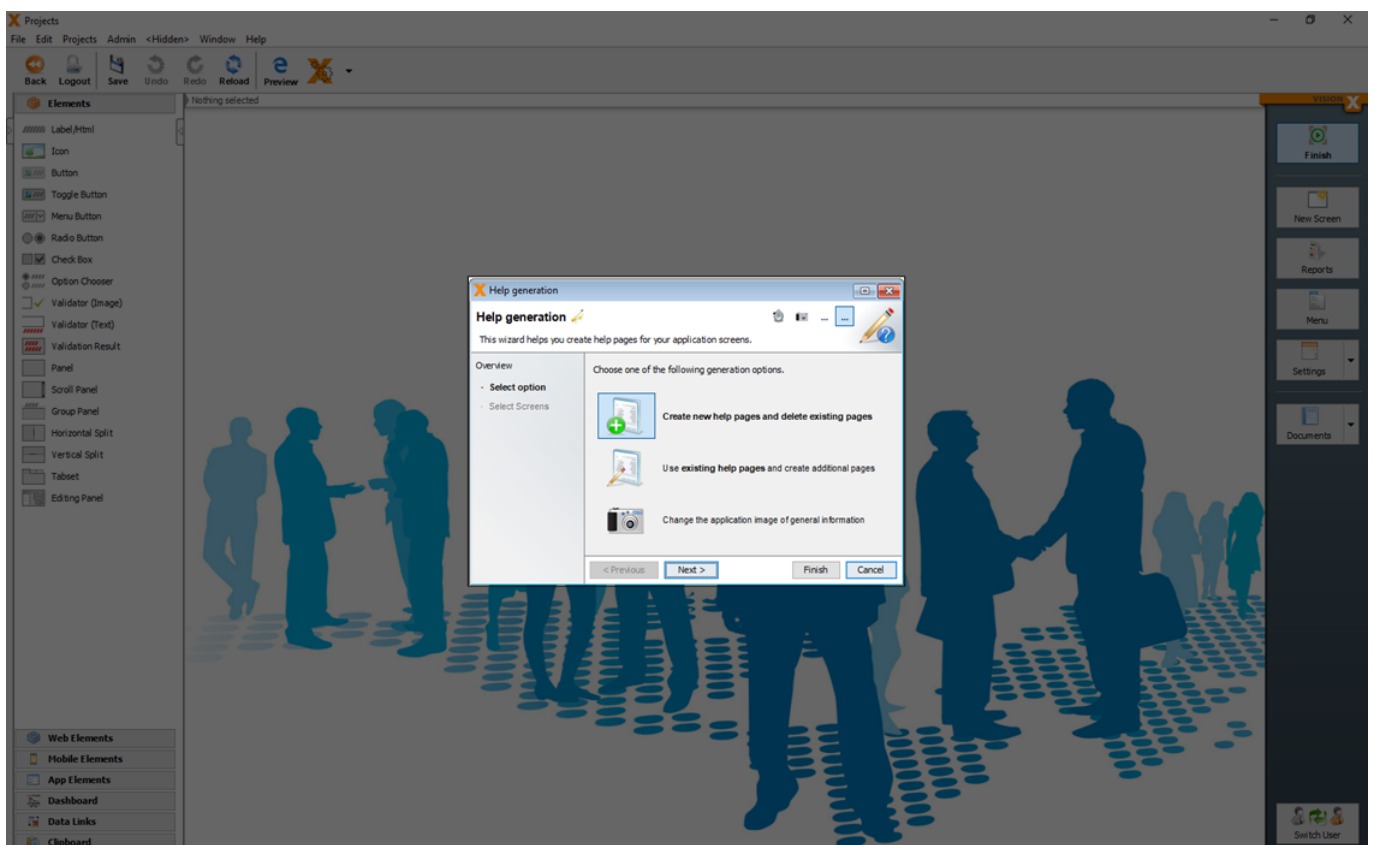 Projects
File Edit Projects Admin <Hidden> Window Help
Back Logout Save Undo Redo Reload Preview
Elements
Nothing selected
VISION X
Label/Html
Icon
Button
Toggle Button
Menu Button
Radio Button
Check Box
Option Chooser
Validator (Image)
Validator (Text)
Validation Result
Panel
Scroll Panel
Group Panel
Horizontal Split
Vertical Split
Tabset
Editing Panel
Web Elements
Mobile Elements
App Elements
Dashboard
Data Links
Clipboard
Help generation
Help generation
This wizard helps you create help pages for your application screens.
Overview
Select option
Select Screens
Choose one of the following generation options.
Create new help pages and delete existing pages
Use existing help pages and create additional pages
Change the application image of general information
< Previous Next > Finish Cancel
Finish
New Screen
Reports
Menu
Settings
Documents
Switch User